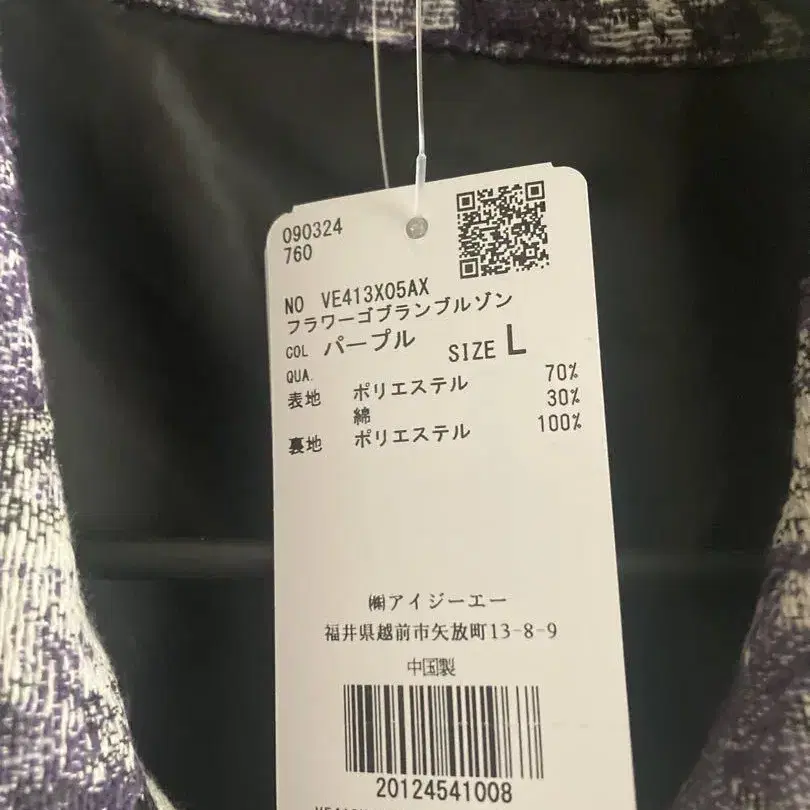 090324
760
NO VE413X05AX
フラワーゴブランブルゾン
COL パープル SIZE L
QUA.
表地 ポリエステル 70%
綿 30%
裏地 ポリエステル 100%
㈱アイジーエー
福井県越前市矢放町13-8-9
中国製
20124541008